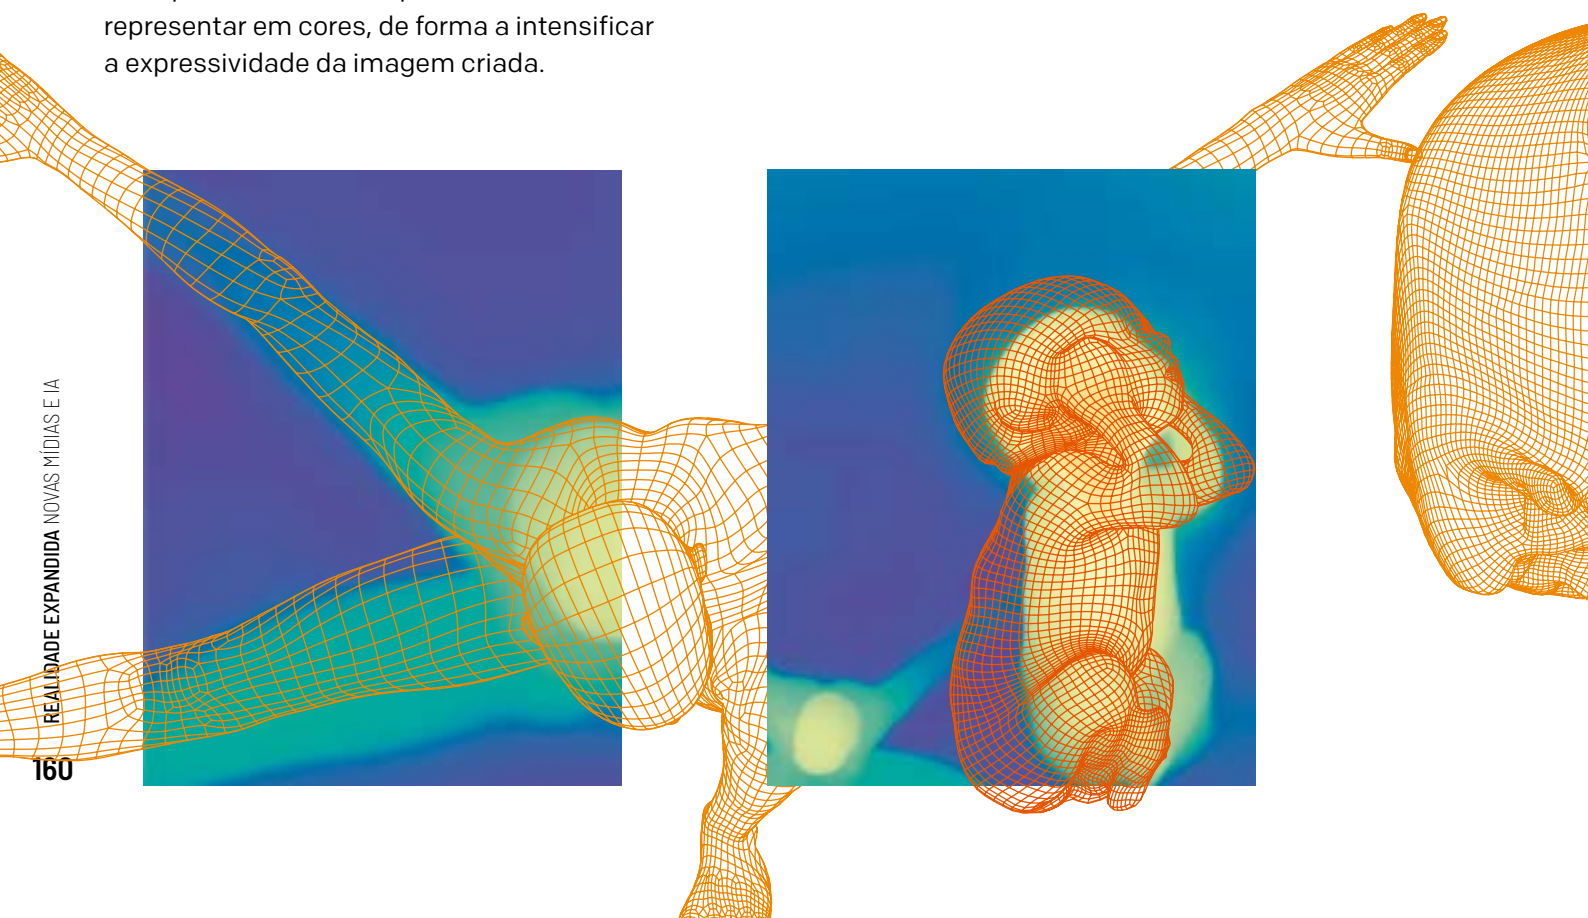 representar em cores, de forma a intensificar
a expressividade da imagem criada.
REALIDADE EXPANDIDA NOVAS MÍDIAS E IA
160